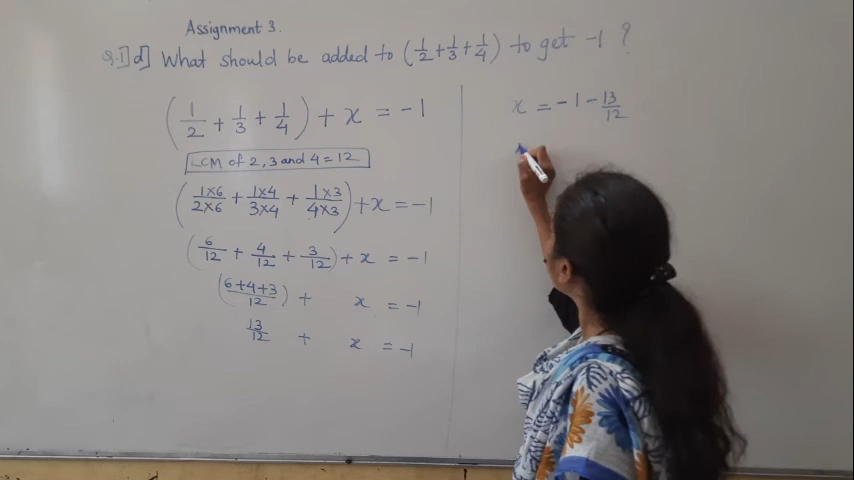 Assignment 3.
Q.1] d] What should be added to (1/2 + 1/3 + 1/4) to get -1 ?
(1/2 + 1/3 + 1/4) + x = -1
LCM of 2, 3 and 4 = 12
(1×6/2×6 + 1×4/3×4 + 1×3/4×3) + x = -1
(6/12 + 4/12 + 3/12) + x = -1
(6+4+3/12) + x = -1
13/12 + x = -1
x = -1 - 13/12